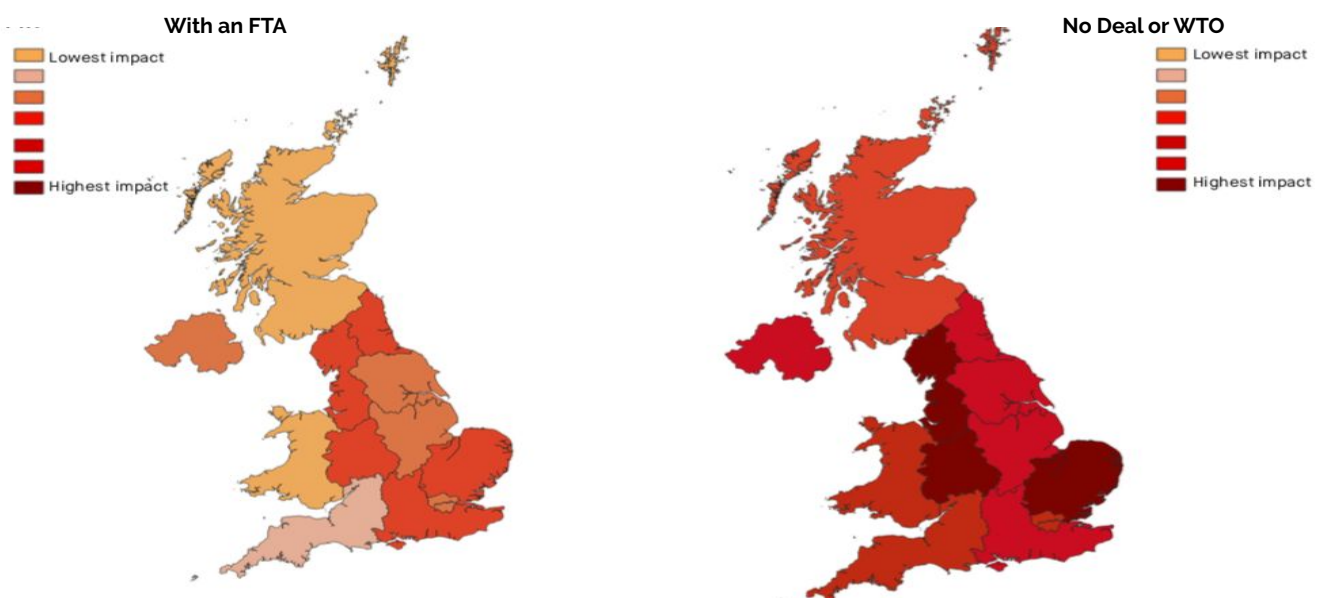 With an FTA
Lowest impact
Highest impact
No Deal or WTO
Lowest impact
Highest impact